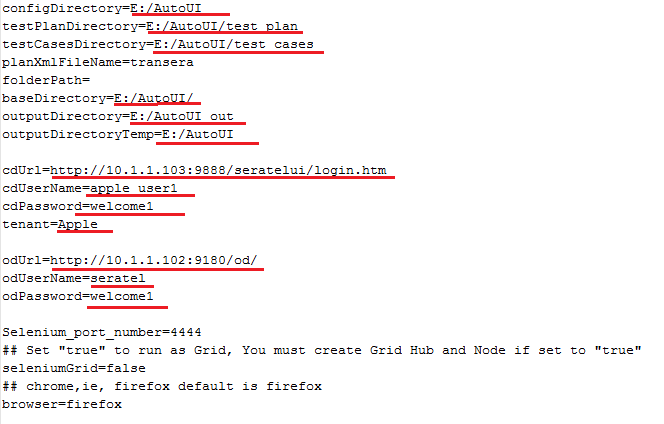 configDirectory=E:/AutoUI
testPlanDirectory=E:/AutoUI/test_plan
testCasesDirectory=E:/AutoUI/test_cases
planXmlFileName=transera
folderPath=
baseDirectory=E:/AutoUI/
outputDirectory=E:/AutoUI_out
outputDirectoryTemp=E:/AutoUI
cdUrl=http://10.1.1.103:9888/seratelui/login.htm
cdUserName=apple_user1
cdPassword=welcome1
tenant=Apple
odUrl=http://10.1.1.102:9180/od/
odUserName=seratel
odPassword=welcome1
Selenium_port_number=4444
## Set "true" to run as Grid, You must create Grid Hub and Node if set to "true"
seleniumGrid=false
## chrome,ie, firefox default is firefox
browser=firefox